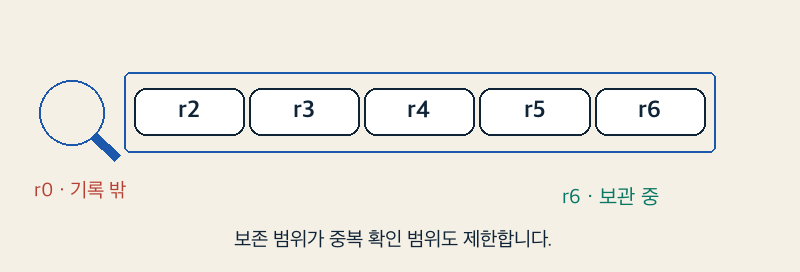 r2 r3 r4 r5 r6
r0 · 기록 밖
r6 · 보관 중
보존 범위가 중복 확인 범위도 제한합니다.